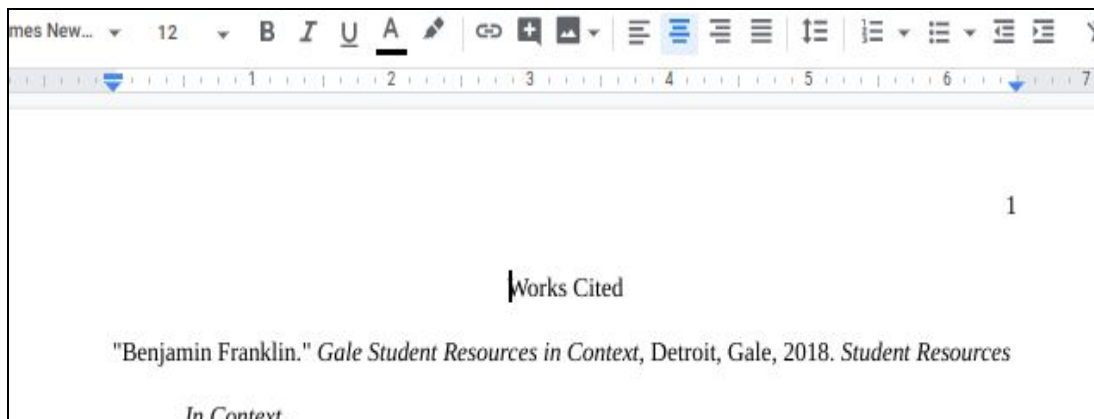 mes New... 12 B I U A
1 2 3 4 5 6 7
1
Works Cited
"Benjamin Franklin." Gale Student Resources in Context, Detroit, Gale, 2018. Student Resources
In Context.